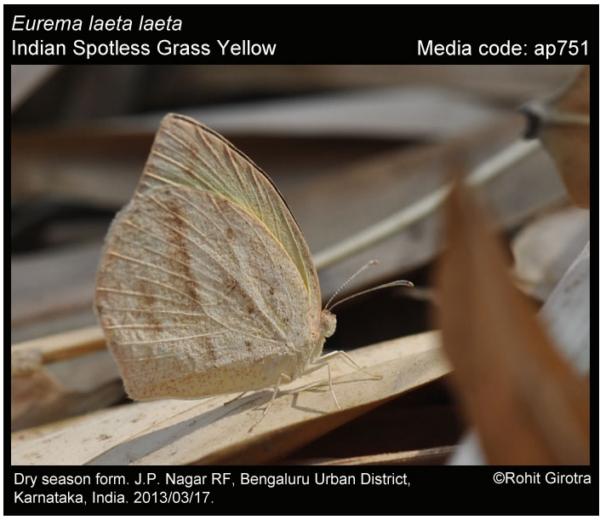 Eurema laeta laeta
Indian Spotless Grass Yellow Media code: ap751
Dry season form. J.P. Nagar RF, Bengaluru Urban District,
Karnataka, India. 2013/03/17.
©Rohit Girotra